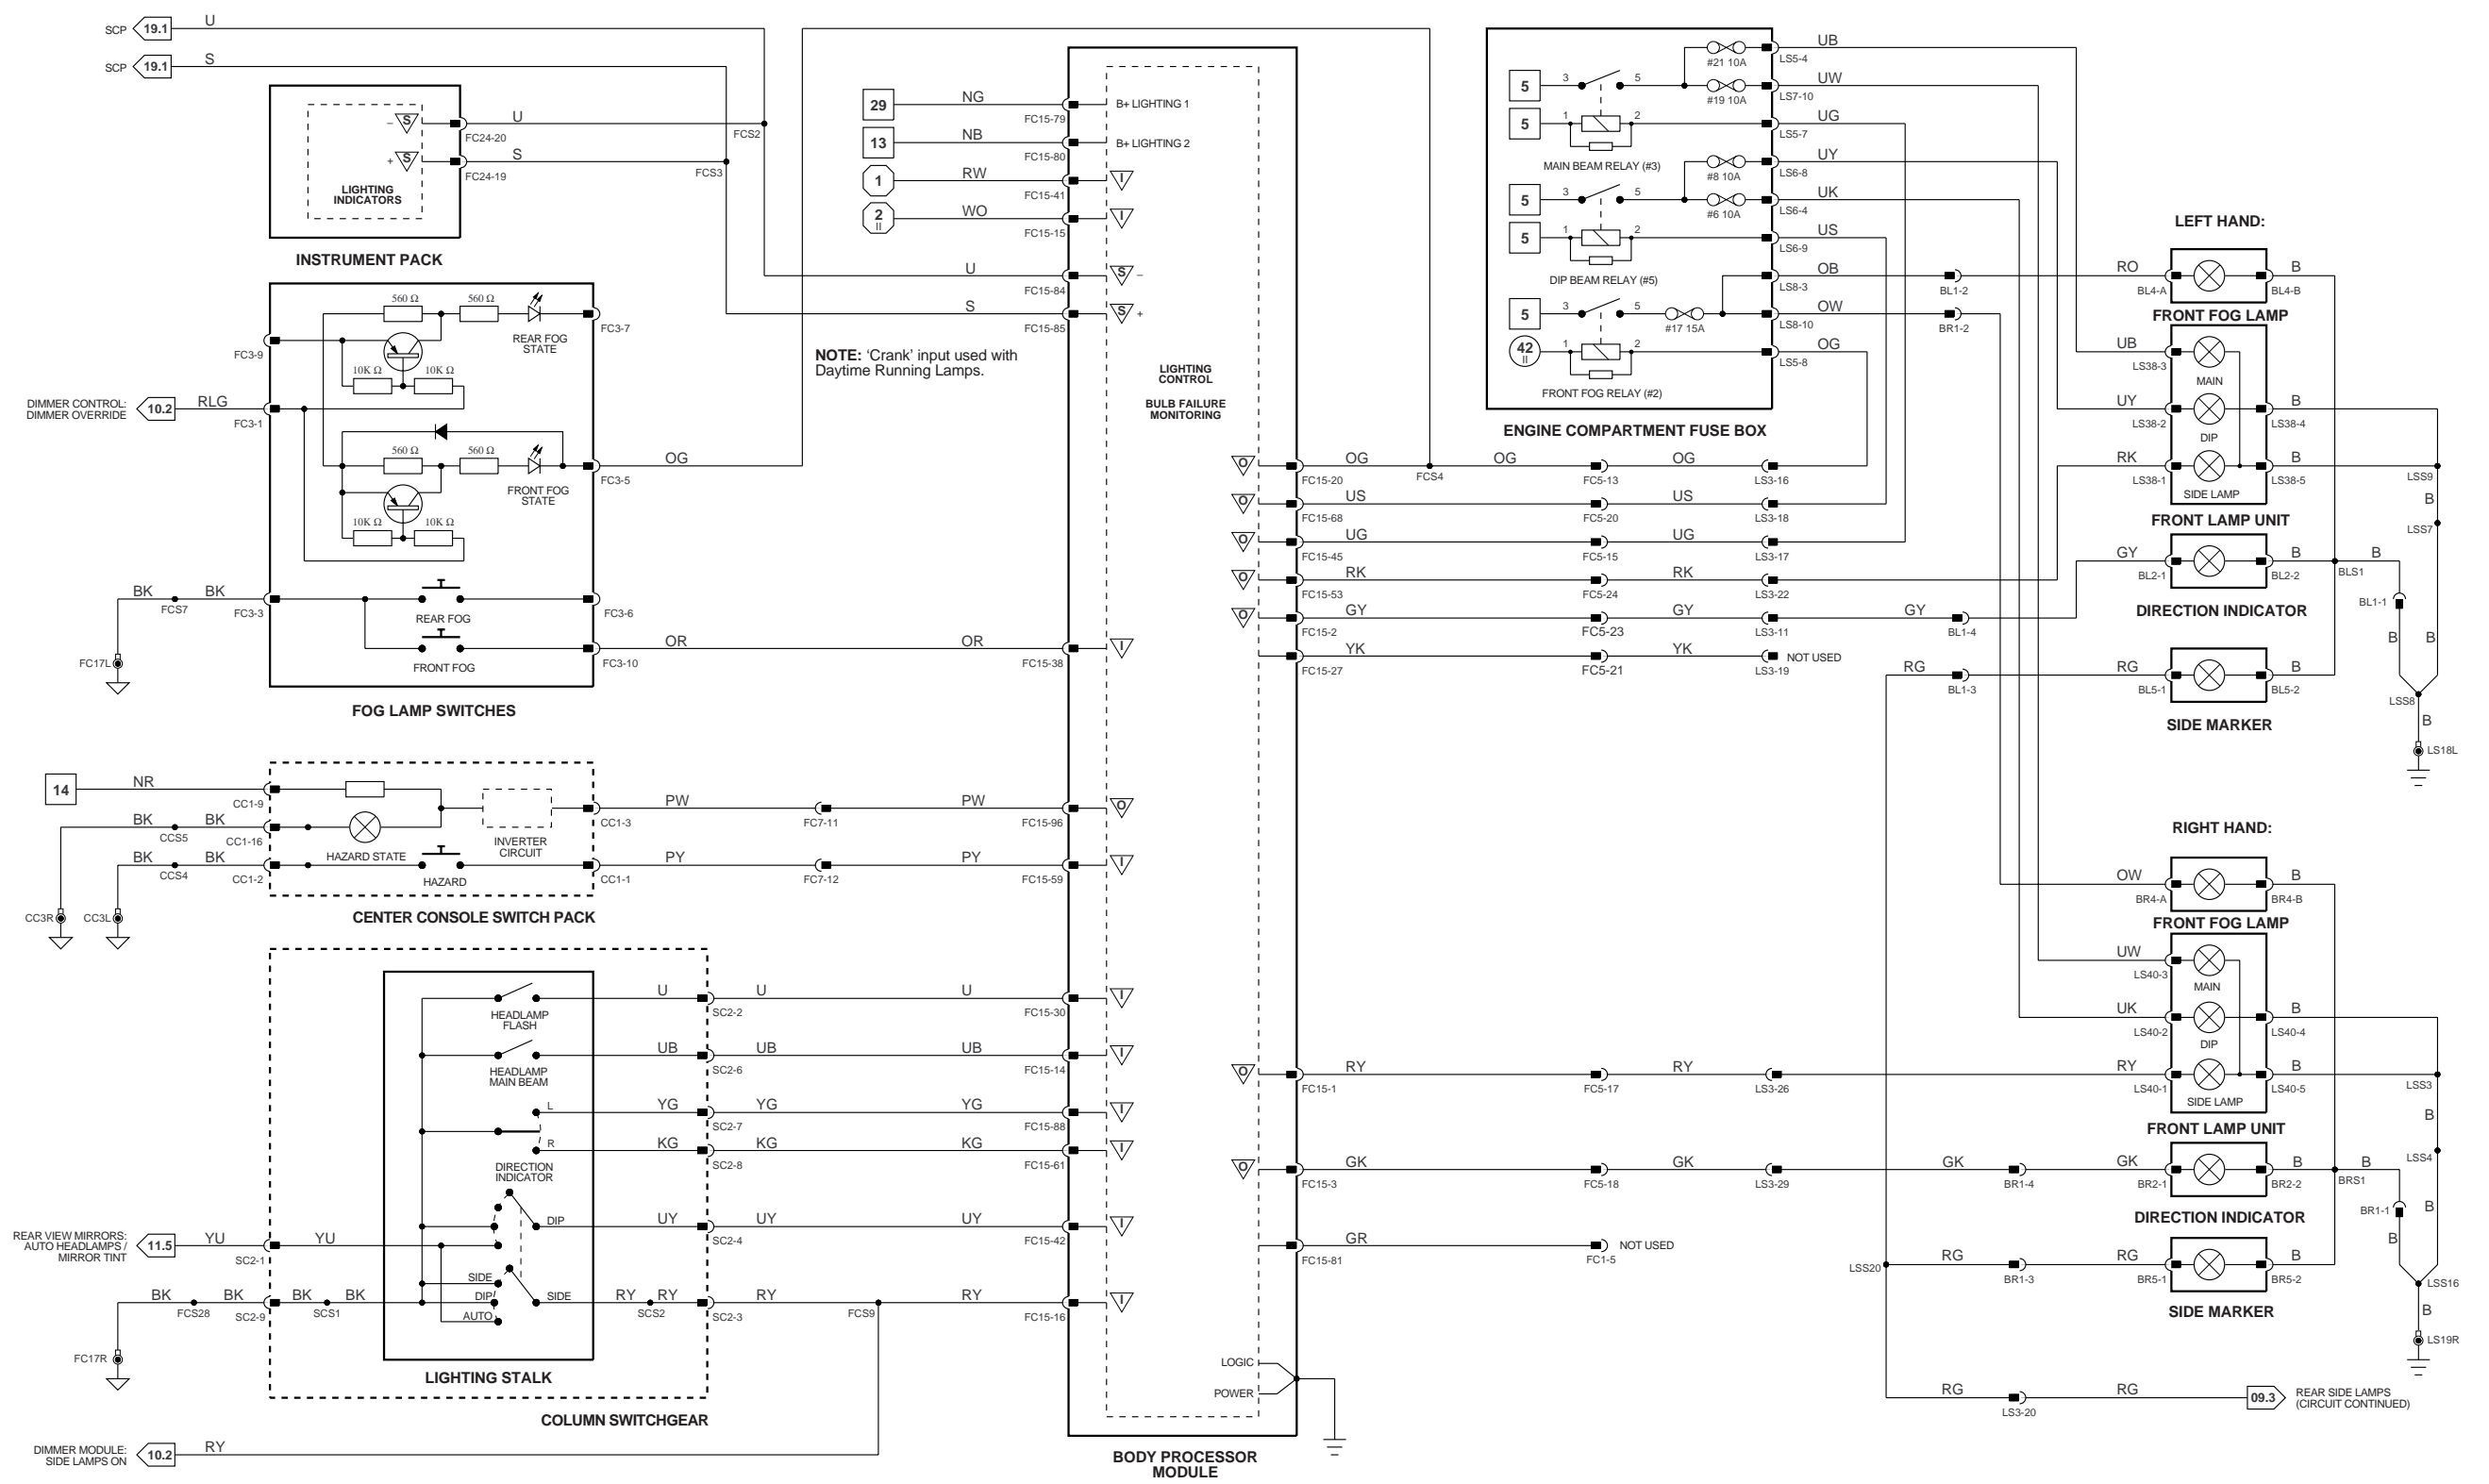 SCP 19.1 U
SCP 19.1 S
U
FC24-20
S
FC24-19
FCS2
FCS3
LIGHTING
INDICATORS
INSTRUMENT PACK
560 Ω 560 Ω
REAR FOG
STATE
FC3-7
FC3-9
10K Ω 10K Ω
DIMMER CONTROL:
DIMMER OVERRIDE
10.2 RLG
FC3-1
560 Ω 560 Ω
FRONT FOG
STATE
OG
FC3-5
10K Ω 10K Ω
BK BK
FCS7 FC3-3
REAR FOG
FC3-6
FC17L
FRONT FOG
OR OR
FC3-10 FC15-38
FOG LAMP SWITCHES
14 NR
CC1-9
BK BK
CCS5 CC1-16
HAZARD STATE
INVERTER
CIRCUIT
PW PW
CC1-3 FC7-11 FC15-96
BK BK
CCS4 CC1-2
HAZARD
PY PY
CC1-1 FC7-12 FC15-59
CC3R CC3L
CENTER CONSOLE SWITCH PACK
HEADLAMP
FLASH
U U U
SC2-2 FC15-30
HEADLAMP
MAIN BEAM
UB UB UB
SC2-6 FC15-14
L YG YG YG
SC2-7 FC15-88
R KG KG KG
SC2-8 FC15-61
DIRECTION
INDICATOR
DIP UY UY UY
SC2-4 FC15-42
REAR VIEW MIRRORS:
AUTO HEADLAMPS /
MIRROR TINT
11.5 YU YU
SC2-1
SIDE
DIP
AUTO
BK BK BK BK
FCS28 SC2-9 SCS1
SIDE RY RY RY RY
SCS2 SC2-3 FCS9 FC15-16
FC17R
LIGHTING STALK
COLUMN SWITCHGEAR
DIMMER MODULE:
SIDE LAMPS ON
10.2 RY
29 NG
FC15-79
B+ LIGHTING 1
13 NB
FC15-80
B+ LIGHTING 2
1 RW
FC15-41
I
2
II
WO
FC15-15
I
U
FC15-84
S −
S
FC15-85
S +
NOTE: ‘Crank’ input used with
Daytime Running Lamps.
LIGHTING
CONTROL
BULB FAILURE
MONITORING
O OG OG OG
FC15-20 FCS4 FC5-13 LS3-16
O US US
FC15-68 FC5-20 LS3-18
O UG UG
FC15-45 FC5-15 LS3-17
O RK RK
FC15-53 FC5-24 LS3-22
O GY GY GY
FC15-2 FC5-23 LS3-11 BL1-4
YK YK
FC15-27 FC5-21 LS3-19
NOT USED
O RY RY
FC15-1 FC5-17 LS3-26
O GK GK GK
FC15-3 FC5-18 LS3-29 BR1-4
GR
FC15-81 FC1-5
NOT USED
LOGIC
POWER
BODY PROCESSOR
MODULE
#21 10A UB
LS5-4
5 3 5 #19 10A UW
LS7-10
5 1 2 UG
LS5-7
MAIN BEAM RELAY (#3)
#8 10A UY
LS6-8
5 3 5 #6 10A UK
LS6-4
5 1 2 US
LS6-9
DIP BEAM RELAY (#5)
OB
LS8-3 BL1-2
5 3 5 #17 15A OW
LS8-10 BR1-2
42
II
1 2 OG
LS5-8
FRONT FOG RELAY (#2)
ENGINE COMPARTMENT FUSE BOX
LEFT HAND:
RO B
BL4-A BL4-B
FRONT FOG LAMP
UB
LS38-3
MAIN
UY B
LS38-2 LS38-4
DIP
RK B
LS38-1 LS38-5 LSS9
SIDE LAMP
B
FRONT LAMP UNIT
LSS7
GY B B
BL2-1 BL2-2 BLS1
DIRECTION INDICATOR
BL1-1
B B
RG RG B
BL1-3 BL5-1 BL5-2
SIDE MARKER
LSS8
B
LS18L
RIGHT HAND:
OW B
BR4-A BR4-B
FRONT FOG LAMP
UW
LS40-3
MAIN
UK B
LS40-2 LS40-4
DIP
RY B
LS40-1 LS40-5 LSS3
SIDE LAMP
B
FRONT LAMP UNIT
LSS4
GK B B
BR2-1 BR2-2 BRS1
DIRECTION INDICATOR
BR1-1
B B
LSS20
RG RG B
BR1-3 BR5-1 BR5-2
SIDE MARKER
LSS16
B
LS19R
RG RG
LS3-20
09.3
REAR SIDE LAMPS
(CIRCUIT CONTINUED)